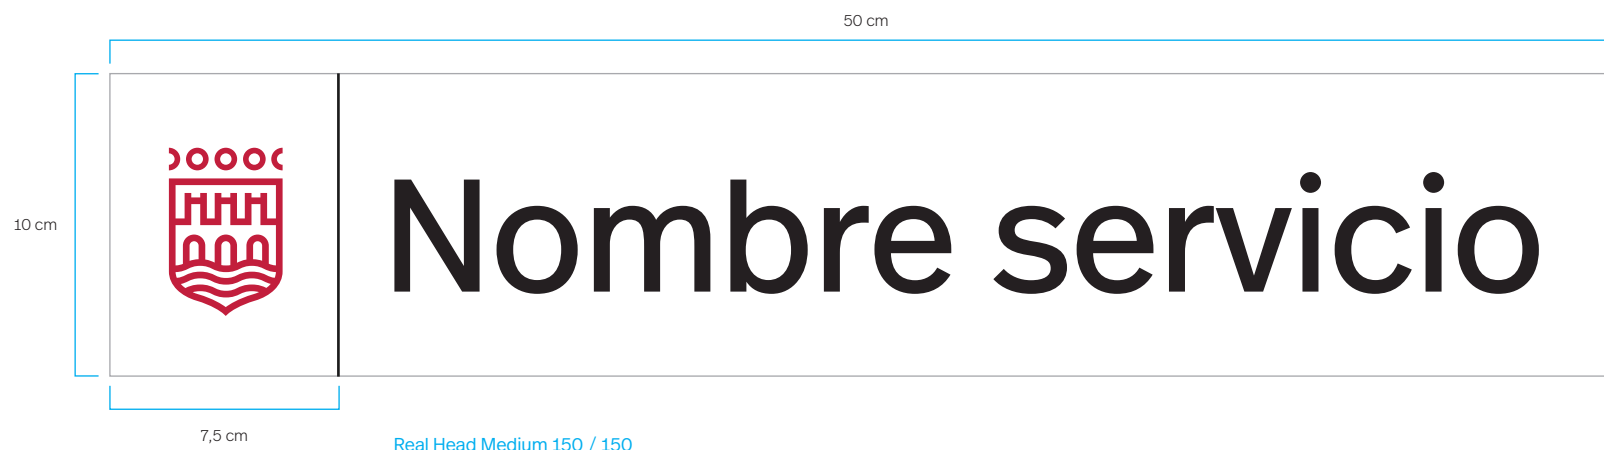 50 cm
10 cm
Nombre servicio
7,5 cm
Real Head Medium 150 / 150